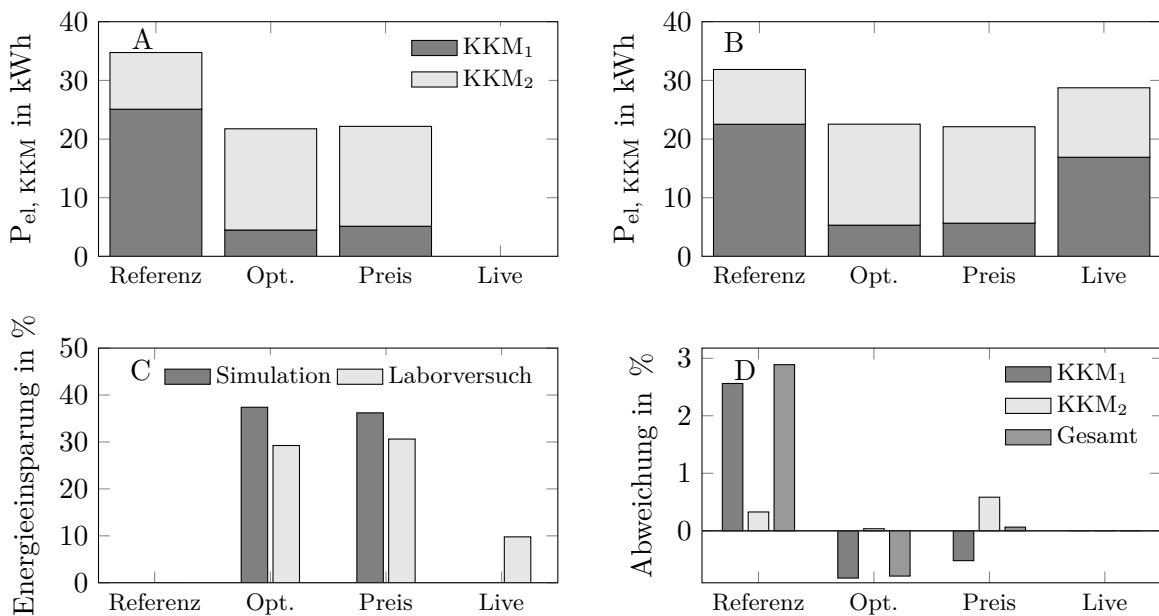 P_el, KKM in kWh
40
30
20
10
0
A
KKM₁
KKM₂
Referenz Opt. Preis Live
P_el, KKM in kWh
40
30
20
10
0
B
Referenz Opt. Preis Live
Energieeinsparung in %
50
40
30
20
10
0
C
Simulation Laborversuch
Referenz Opt. Preis Live
Abweichung in %
3
2
1
0
D
KKM₁
KKM₂
Gesamt
Referenz Opt. Preis Live